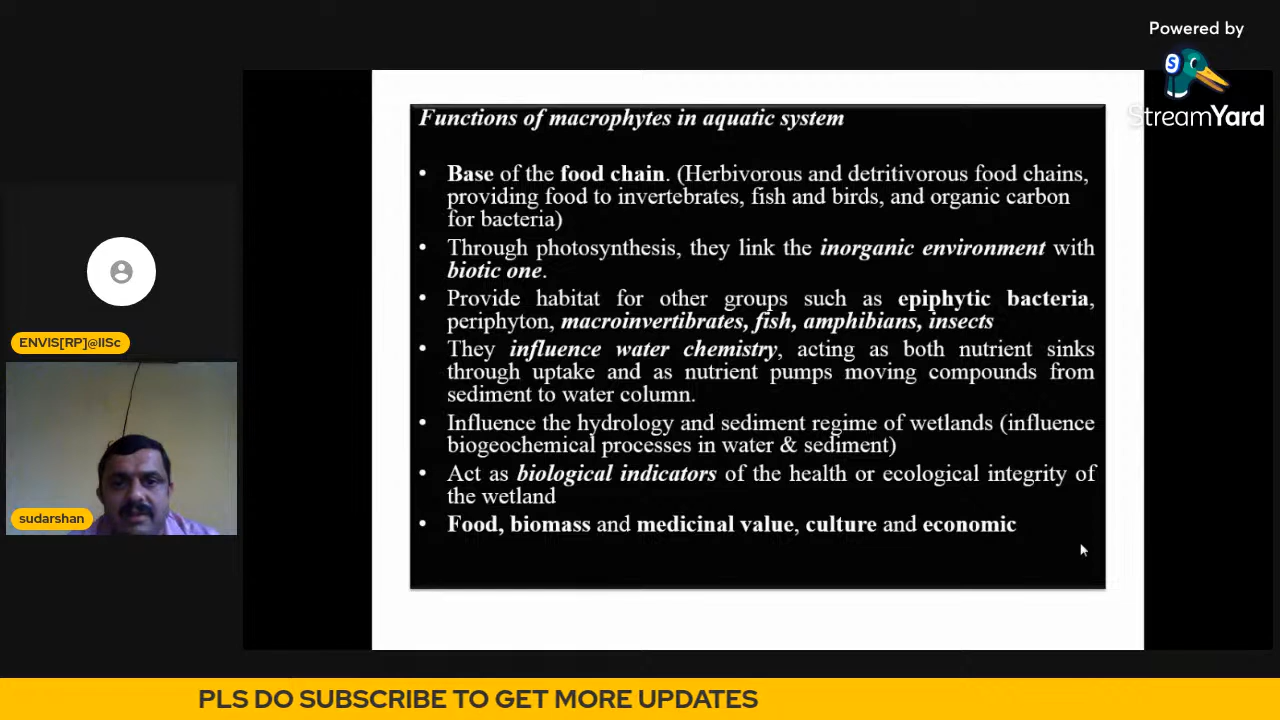 Powered by
S
StreamYard
Functions of macrophytes in aquatic system
• Base of the food chain. (Herbivorous and detritivorous food chains,
providing food to invertebrates, fish and birds, and organic carbon
for bacteria)
• Through photosynthesis, they link the inorganic environment with
biotic one.
• Provide habitat for other groups such as epiphytic bacteria,
periphyton, macroinvertibrates, fish, amphibians, insects
• They influence water chemistry, acting as both nutrient sinks
through uptake and as nutrient pumps moving compounds from
sediment to water column.
• Influence the hydrology and sediment regime of wetlands (influence
biogeochemical processes in water & sediment)
• Act as biological indicators of the health or ecological integrity of
the wetland
• Food, biomass and medicinal value, culture and economic
ENVIS[RP]@IISc
sudarshan
PLS DO SUBSCRIBE TO GET MORE UPDATES